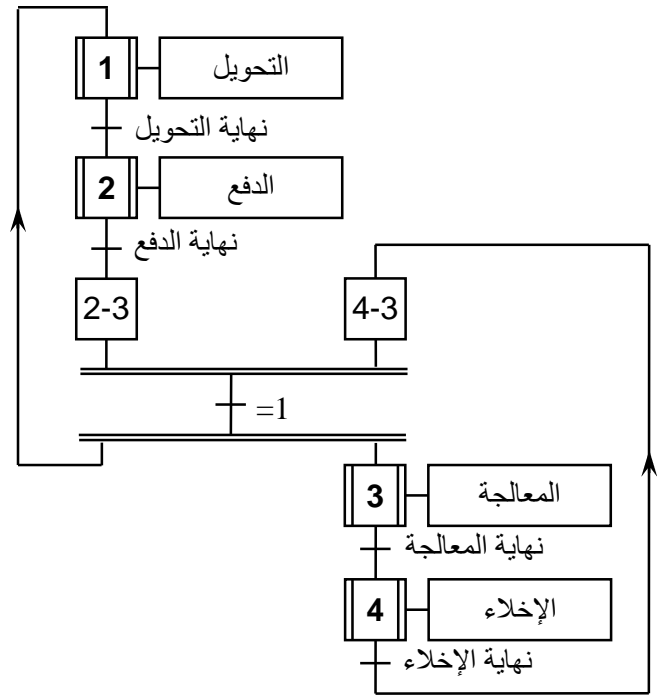 1 التحويل
نهاية التحويل
2 الدفع
نهاية الدفع
2-3 4-3
=1
3 المعالجة
نهاية المعالجة
4 الإخلاء
نهاية الإخلاء